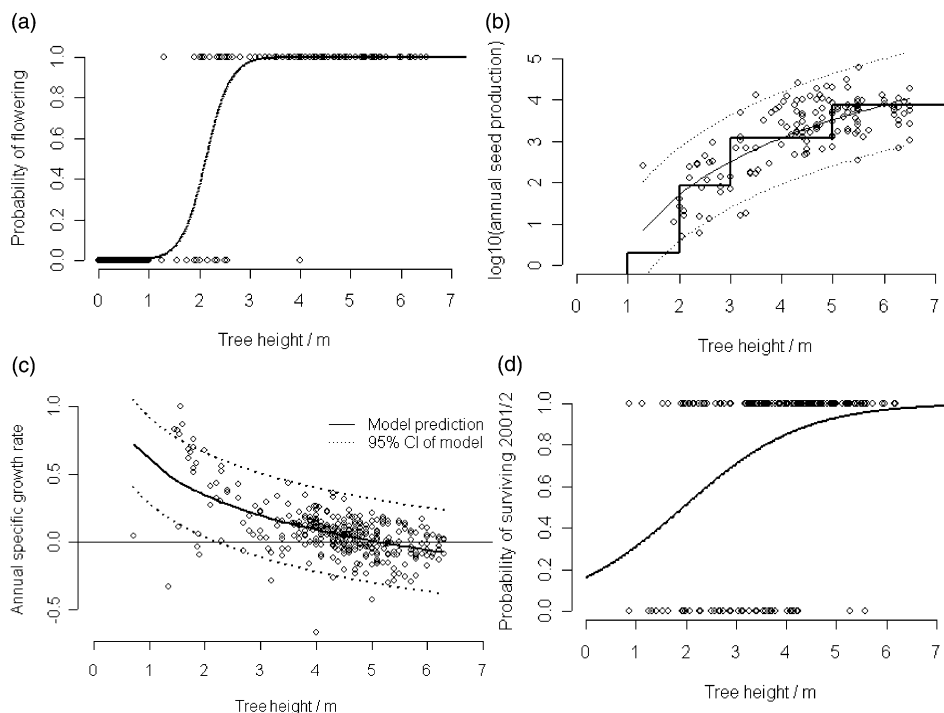 (a)
Probability of flowering
1.0
0.8
0.6
0.4
0.2
0.0
0 1 2 3 4 5 6 7
Tree height / m
(b)
log10(annual seed production)
5
4
3
2
1
0
0 1 2 3 4 5 6 7
Tree height / m
(c)
Annual specific growth rate
1.0
0.5
0.0
-0.5
Model prediction
95% CI of model
0 1 2 3 4 5 6 7
Tree height / m
(d)
Probability of surviving 2001/2
1.0
0.8
0.6
0.4
0.2
0.0
0 1 2 3 4 5 6 7
Tree height / m